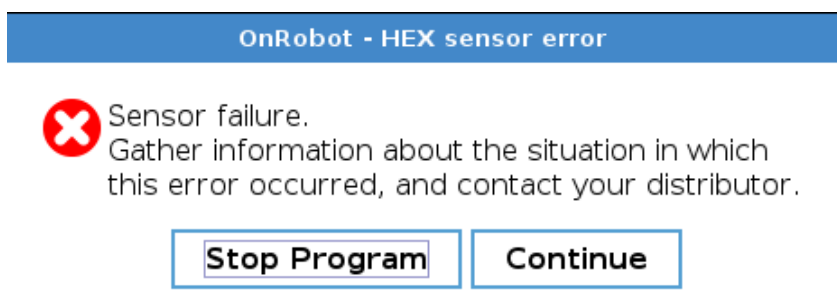 OnRobot - HEX sensor error
Sensor failure.
Gather information about the situation in which
this error occurred, and contact your distributor.
Stop Program Continue